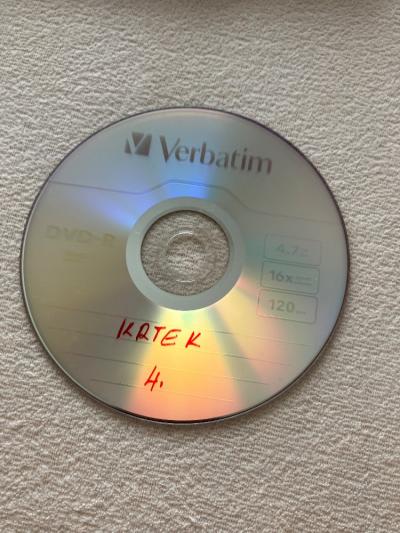 Verbatim
DVD-R
4.7
16x
120
KRTEK
4.